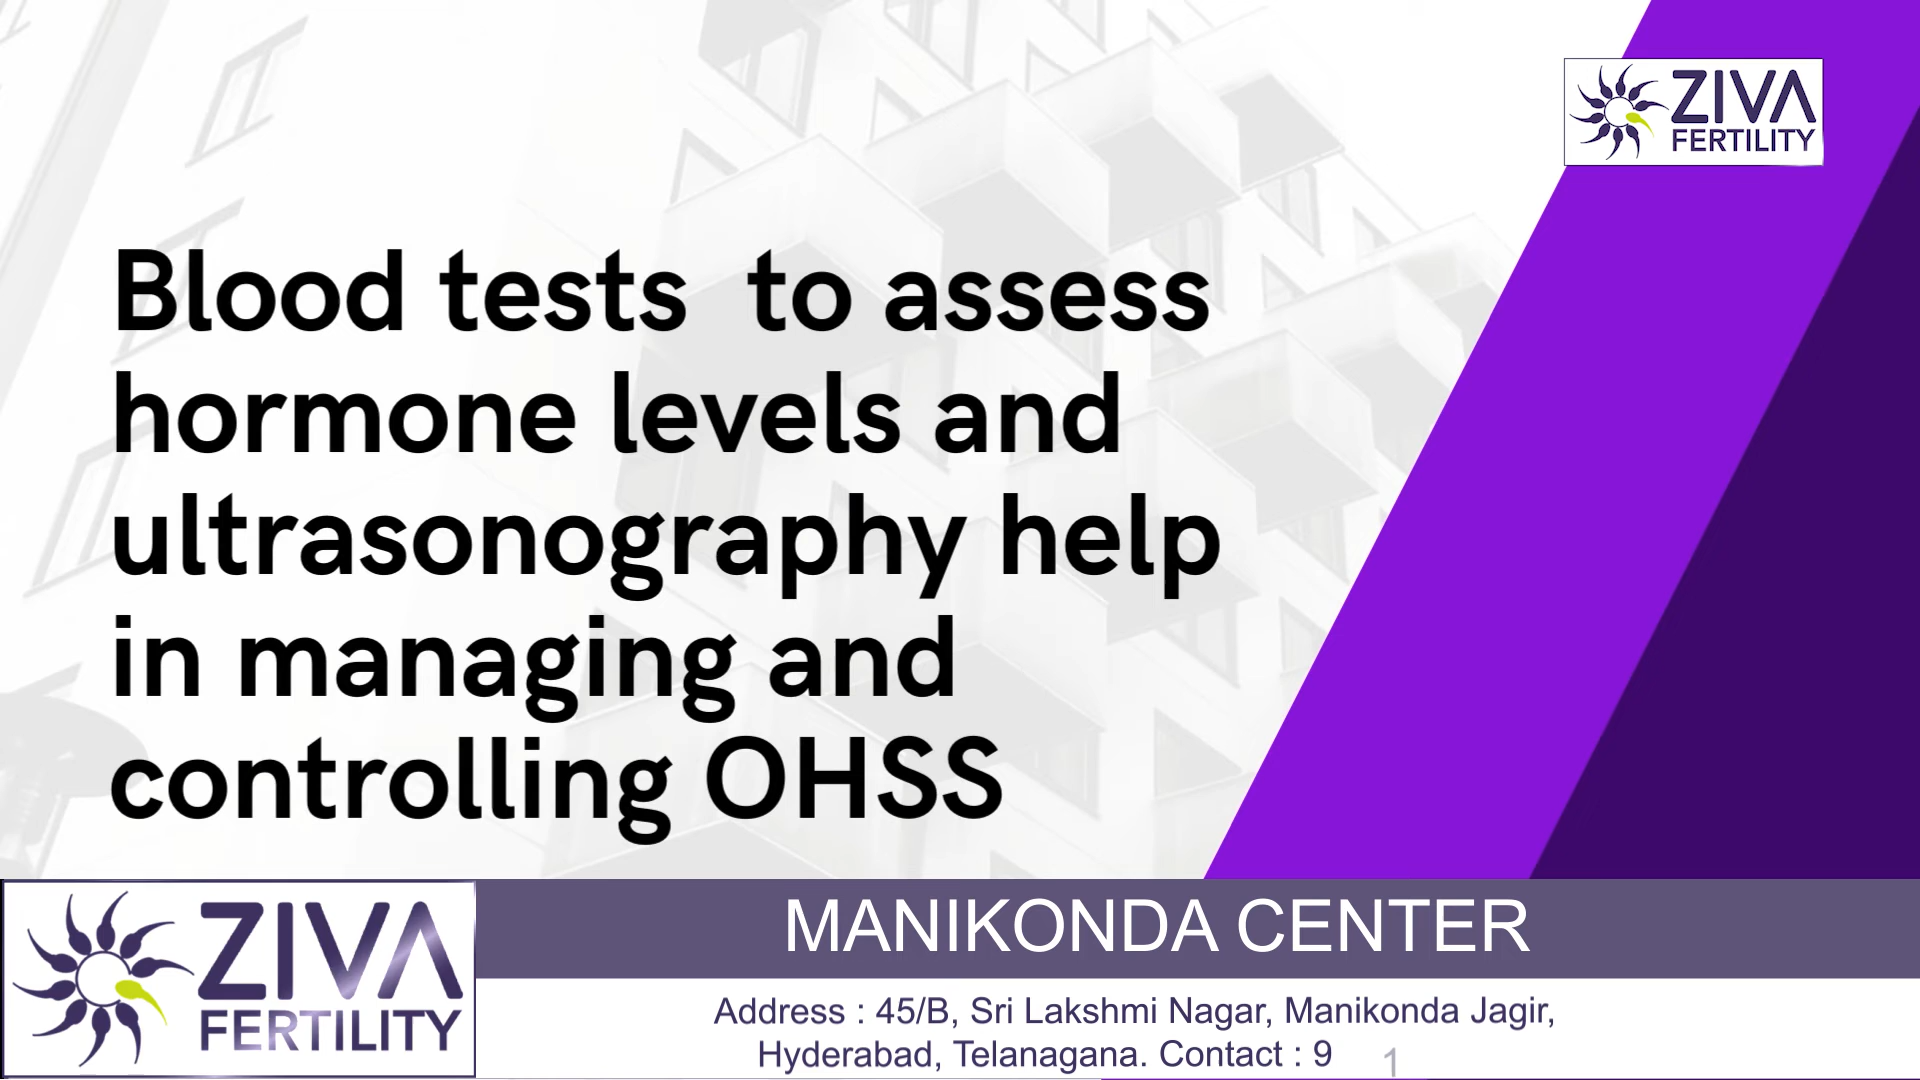 ZIVA
FERTILITY
Blood tests  to assess
hormone levels and
ultrasonography help
in managing and
controlling OHSS
ZIVA
FERTILITY
MANIKONDA CENTER
Address : 45/B, Sri Lakshmi Nagar, Manikonda Jagir,
Hyderabad, Telanagana. Contact : 9
1